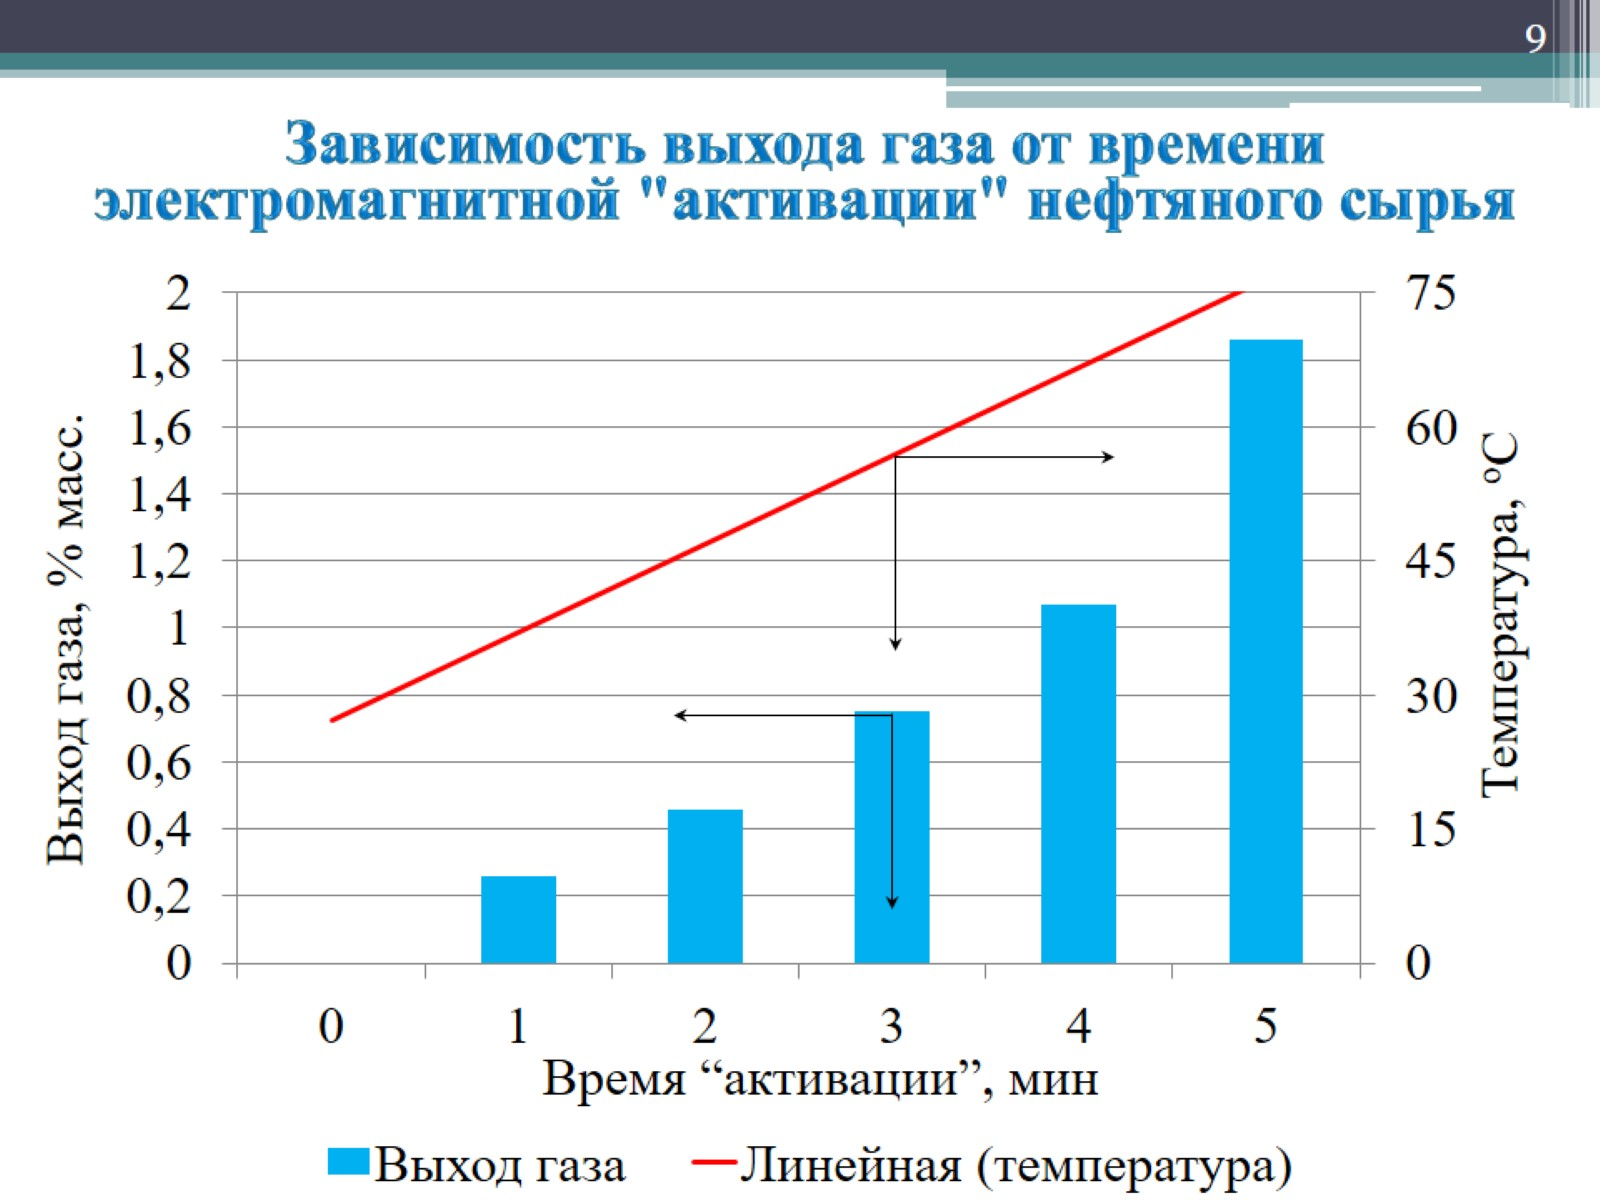 9
Зависимость выхода газа от времени
электромагнитной "активации" нефтяного сырья
2
1,8
1,6
1,4
1,2
1
0,8
0,6
0,4
0,2
0
Выход газа, % масс.
75
60
45
30
15
0
Температура, ºС
0 1 2 3 4 5
Время “активации”, мин
Выход газа Линейная (температура)